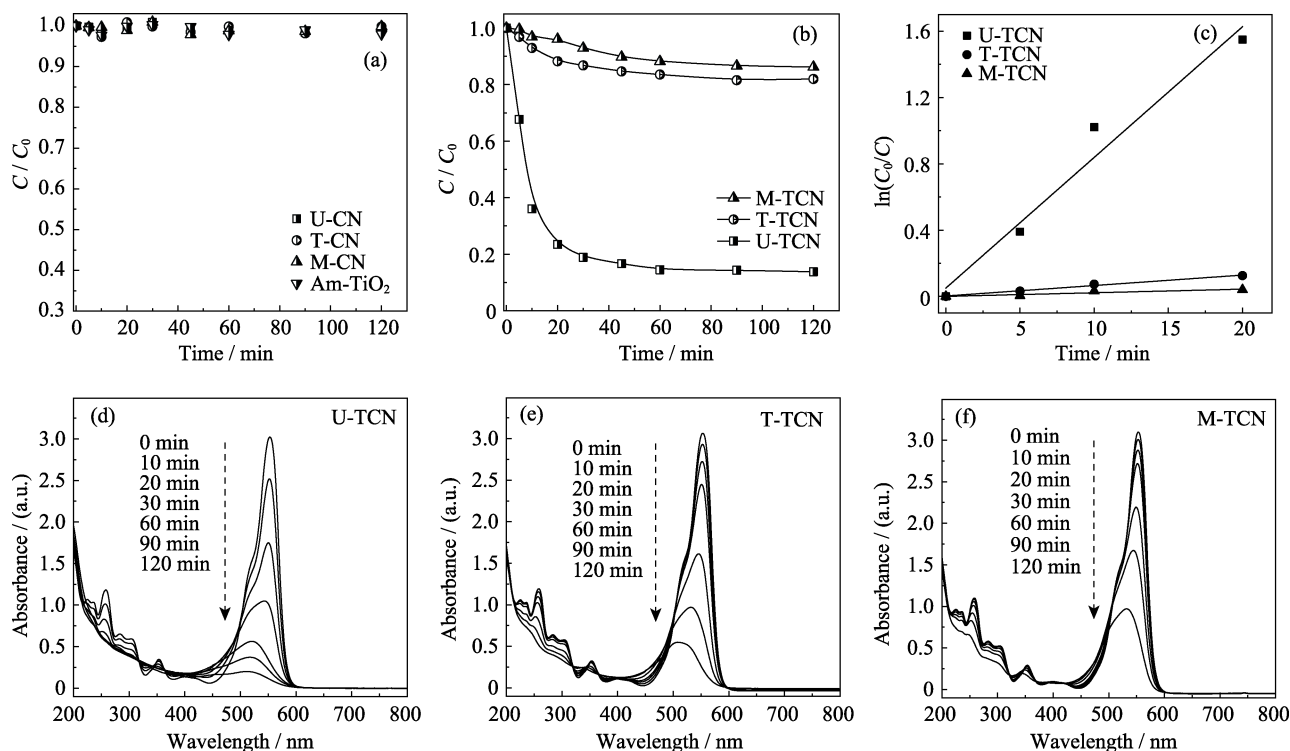 1.0
0.9
0.8
0.7
0.6
0.5
0.4
0.3
C / C0
(a)
U-CN
T-CN
M-CN
Am-TiO2
0 20 40 60 80 100 120
Time / min
1.0
0.8
0.6
0.4
0.2
0
C / C0
(b)
M-TCN
T-TCN
U-TCN
0 20 40 60 80 100 120
Time / min
1.6
1.2
0.8
0.4
0
ln(C0/C)
(c)
U-TCN
T-TCN
M-TCN
0 5 10 15 20
Time / min
(d)
U-TCN
3.0
2.5
2.0
1.5
1.0
0.5
0
Absorbance / (a.u.)
0 min
10 min
20 min
30 min
60 min
90 min
120 min
200 300 400 500 600 700 800
Wavelength / nm
(e)
T-TCN
3.0
2.5
2.0
1.5
1.0
0.5
0
Absorbance / (a.u.)
0 min
10 min
20 min
30 min
60 min
90 min
120 min
200 300 400 500 600 700 800
Wavelength / nm
(f)
M-TCN
3.0
2.5
2.0
1.5
1.0
0.5
0
Absorbance / (a.u.)
0 min
10 min
20 min
30 min
60 min
90 min
120 min
200 300 400 500 600 700 800
Wavelength / nm